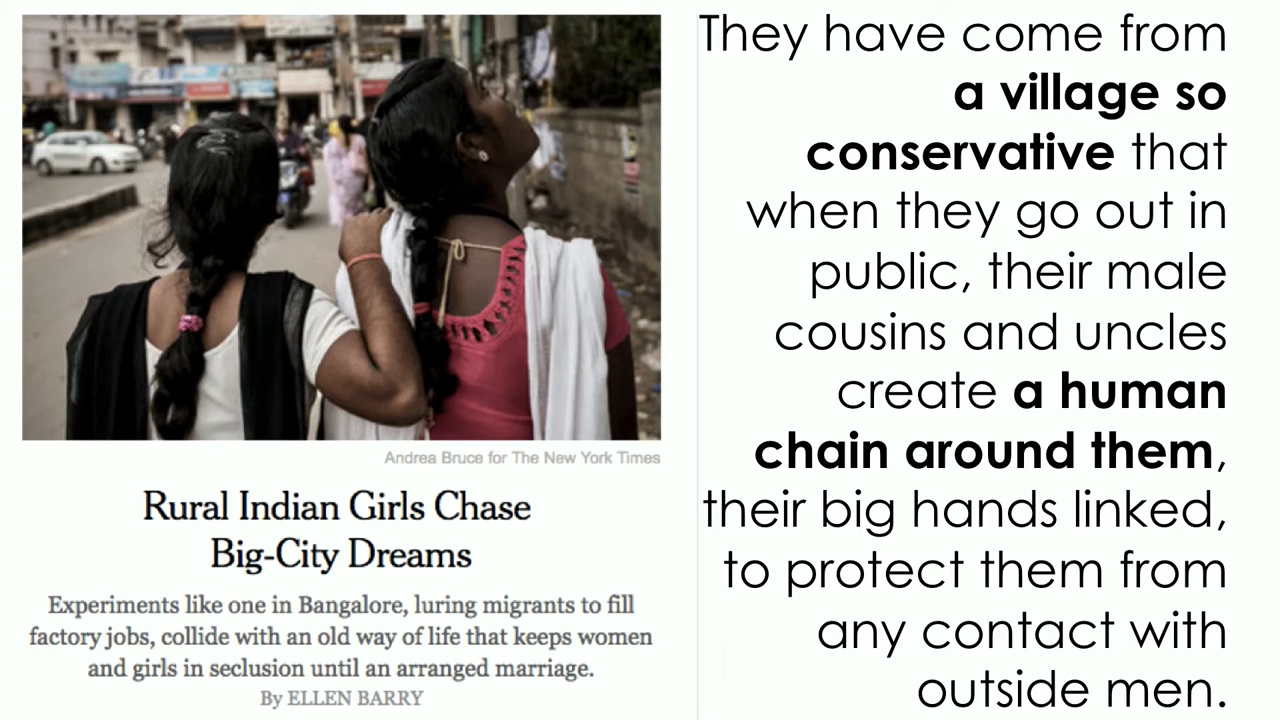 Andrea Bruce for The New York Times
Rural Indian Girls Chase
Big-City Dreams
Experiments like one in Bangalore, luring migrants to fill
factory jobs, collide with an old way of life that keeps women
and girls in seclusion until an arranged marriage.
By ELLEN BARRY
They have come from
a village so
conservative that
when they go out in
public, their male
cousins and uncles
create a human
chain around them,
their big hands linked,
to protect them from
any contact with
outside men.